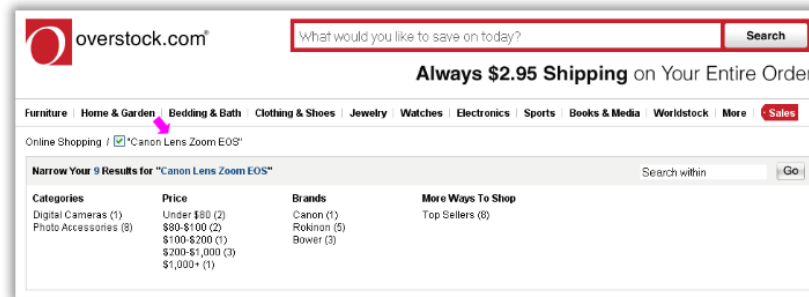 overstock.com®
What would you like to save on today?
Search
Always $2.95 Shipping on Your Entire Order
Furniture | Home & Garden | Bedding & Bath | Clothing & Shoes | Jewelry | Watches | Electronics | Sports | Books & Media | Worldstock | More | Sales
Online Shopping / "Canon Lens Zoom EOS"
Narrow Your 9 Results for "Canon Lens Zoom EOS"
Search within
Go
Categories
Digital Cameras (1)
Photo Accessories (8)
Price
Under $80 (2)
$80-$100 (2)
$100-$200 (1)
$200-$1,000 (3)
$1,000+ (1)
Brands
Canon (1)
Rokinon (5)
Bower (3)
More Ways To Shop
Top Sellers (8)